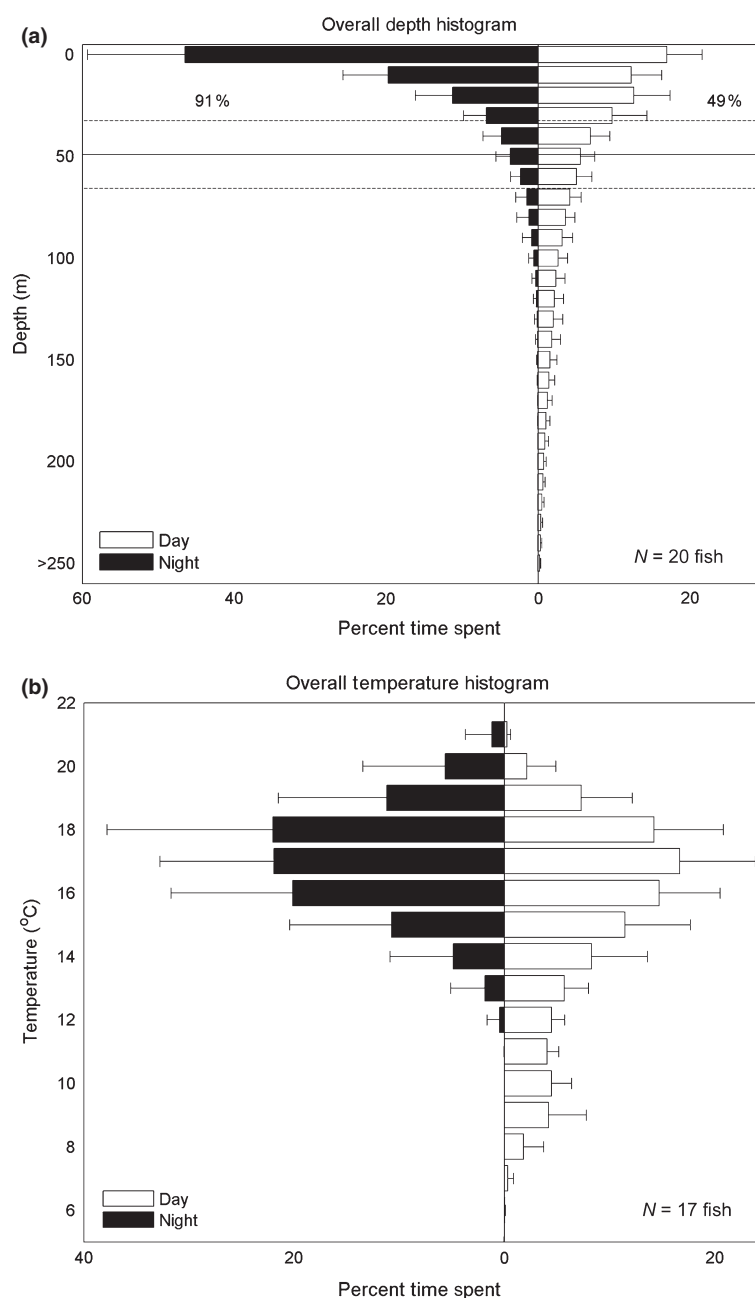 (a)
Overall depth histogram
0
50
100
150
200
>250
Depth (m)
91%
49%
Day
Night
N = 20 fish
60 40 20 0 20
Percent time spent
(b)
Overall temperature histogram
22
20
18
16
14
12
10
8
6
Temperature (°C)
Day
Night
N = 17 fish
40 20 0 20
Percent time spent